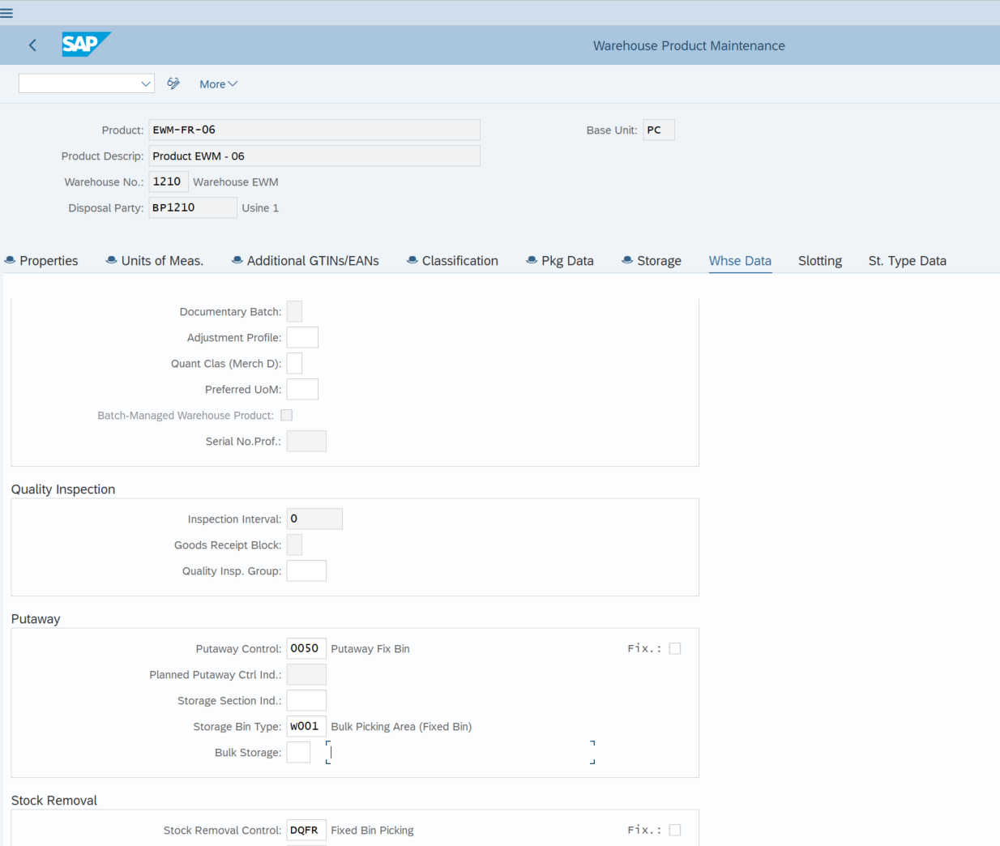 SAP
Warehouse Product Maintenance
More
Product: EWM-FR-06 Base Unit: PC
Product Descrip: Product EWM - 06
Warehouse No.: 1210 Warehouse EWM
Disposal Party: BP1210 Usine 1
Properties Units of Meas. Additional GTINs/EANs Classification Pkg Data Storage Whse Data Slotting St. Type Data
Documentary Batch:
Adjustment Profile:
Quant Clas (Merch D):
Preferred UoM:
Batch-Managed Warehouse Product:
Serial No.Prof.:
Quality Inspection
Inspection Interval: 0
Goods Receipt Block:
Quality Insp. Group:
Putaway
Putaway Control: 0050 Putaway Fix Bin Fix.:
Planned Putaway Ctrl Ind.:
Storage Section Ind.:
Storage Bin Type: W001 Bulk Picking Area (Fixed Bin)
Bulk Storage:
Stock Removal
Stock Removal Control: DQFR Fixed Bin Picking Fix.: